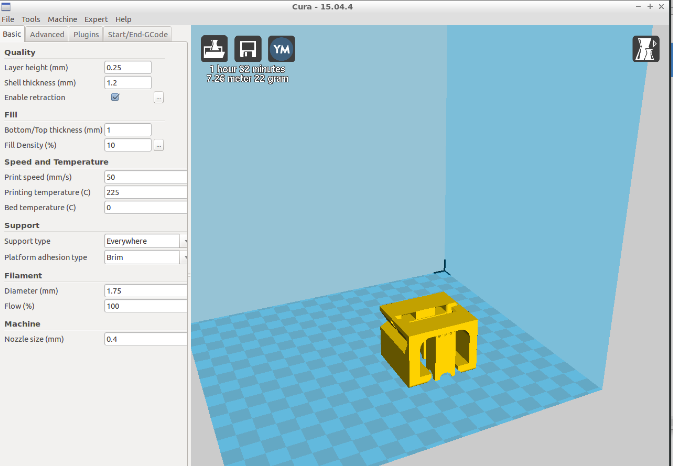 Cura - 15.04.4
File Tools Machine Expert Help
Basic Advanced Plugins Start/End-GCode
Quality
Layer height (mm) 0.25
Shell thickness (mm) 1.2
Enable retraction ...
Fill
Bottom/Top thickness (mm) 1
Fill Density (%) 10 ...
Speed and Temperature
Print speed (mm/s) 50
Printing temperature (C) 225
Bed temperature (C) 0
Support
Support type Everywhere
Platform adhesion type Brim
Filament
Diameter (mm) 1.75
Flow (%) 100
Machine
Nozzle size (mm) 0.4
YM
1 hour 32 minutes
7.26 meter 22 gram